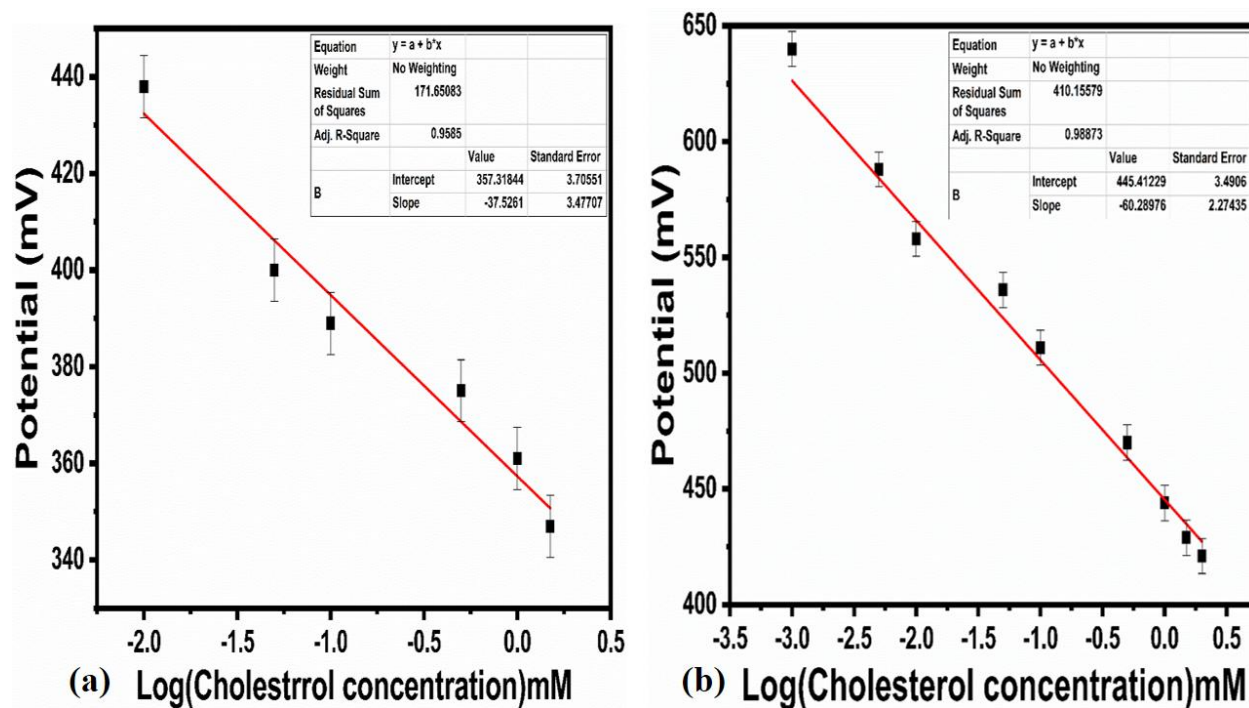 Equation y = a + b*x
Weight No Weighting
Residual Sum of Squares 171.65083
Adj. R-Square 0.9585
Value Standard Error
B Intercept 357.31844 3.70551
Slope -37.5261 3.47707
Potential (mV)
440
420
400
380
360
340
-2.0 -1.5 -1.0 -0.5 0.0 0.5
(a) Log(Cholestrrol concentration)mM
Equation y = a + b*x
Weight No Weighting
Residual Sum of Squares 410.15579
Adj. R-Square 0.98873
Value Standard Error
B Intercept 445.41229 3.4906
Slope -60.28976 2.27435
Potential (mV)
650
600
550
500
450
400
-3.5 -3.0 -2.5 -2.0 -1.5 -1.0 -0.5 0.0 0.5
(b) Log(Cholesterol concentration)mM